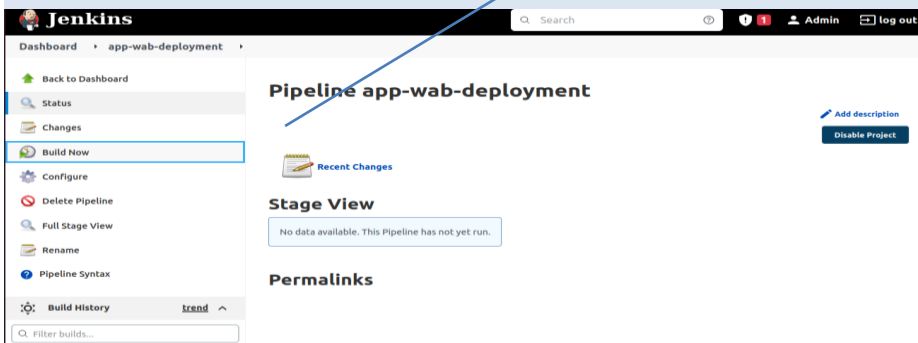 Jenkins
Search
1
Admin
log out
Dashboard
app-wab-deployment
Back to Dashboard
Status
Changes
Build Now
Configure
Delete Pipeline
Full Stage View
Rename
Pipeline Syntax
Build History
trend
Filter builds...
Pipeline app-wab-deployment
Add description
Disable Project
Recent Changes
Stage View
No data available. This Pipeline has not yet run.
Permalinks